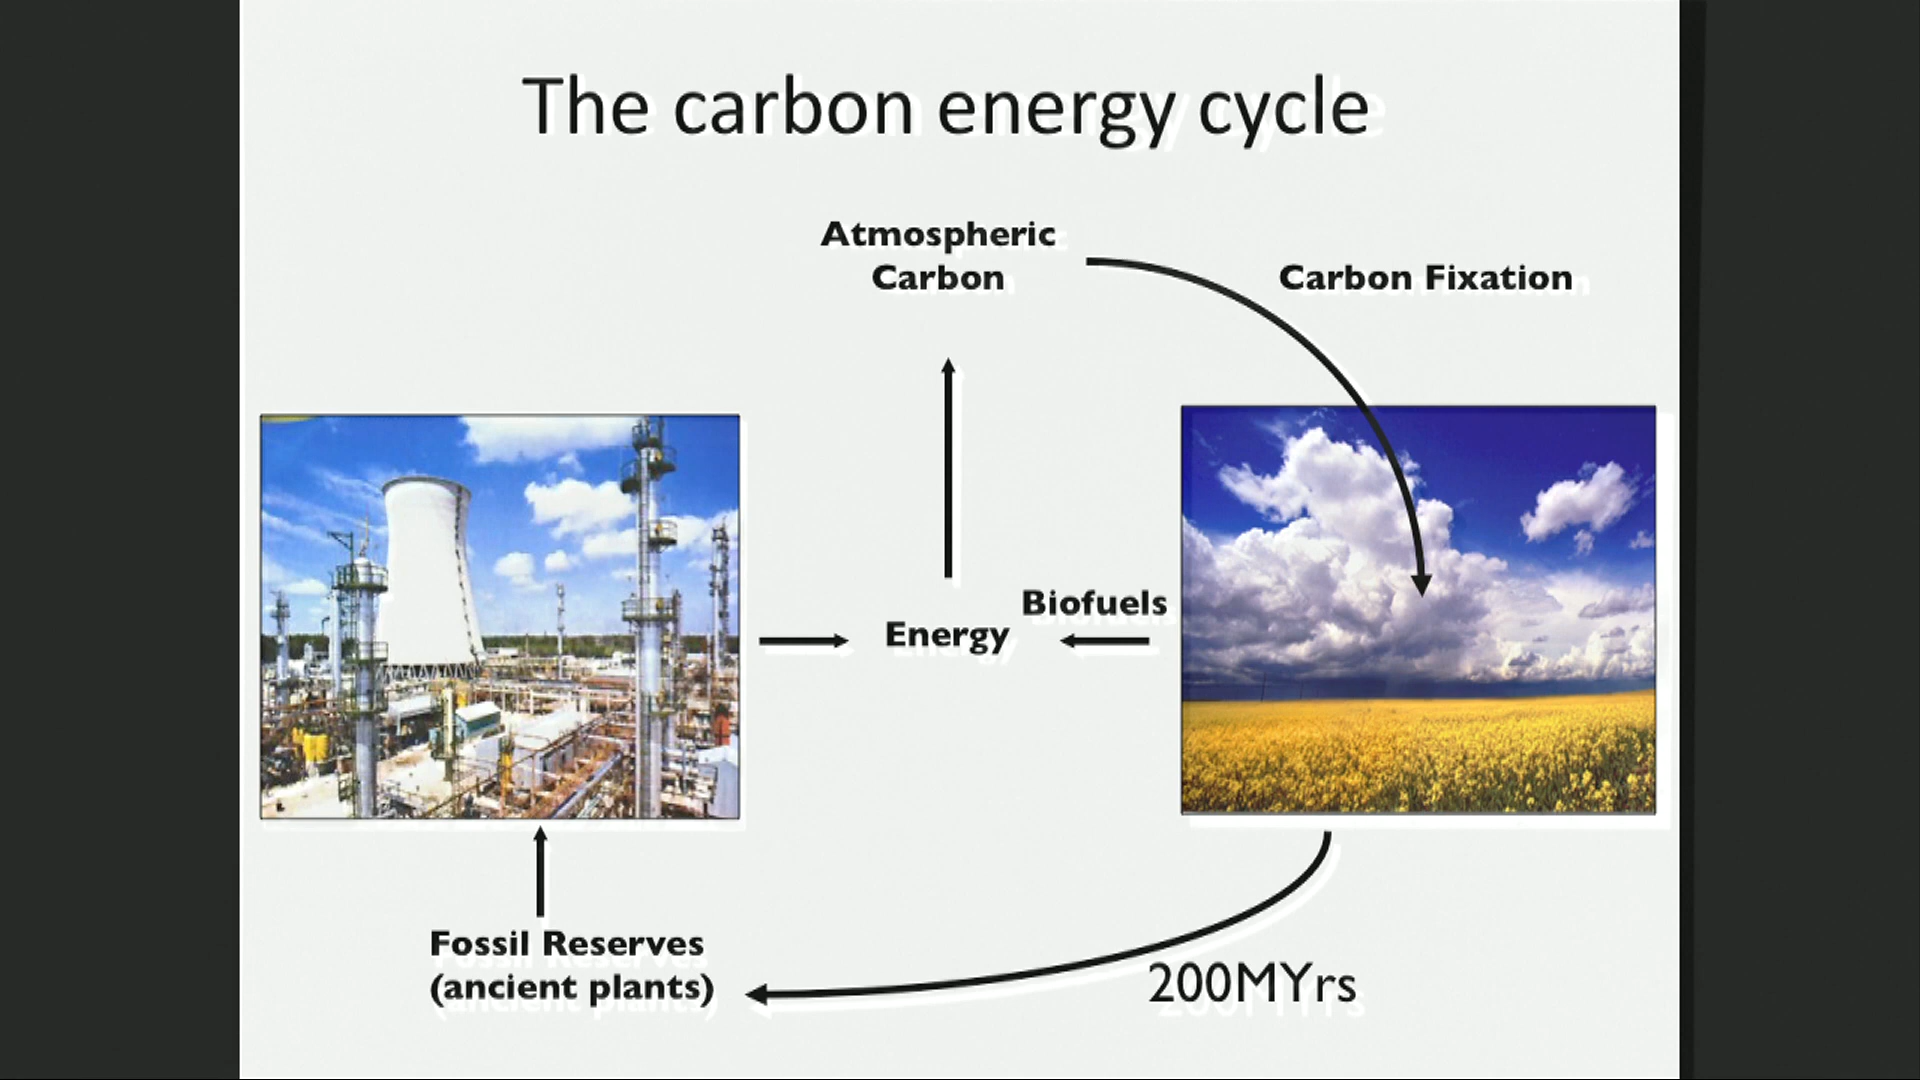 The carbon energy cycle
Atmospheric
Carbon
Carbon Fixation
Biofuels
Energy
Fossil Reserves
(ancient plants)
200MYrs